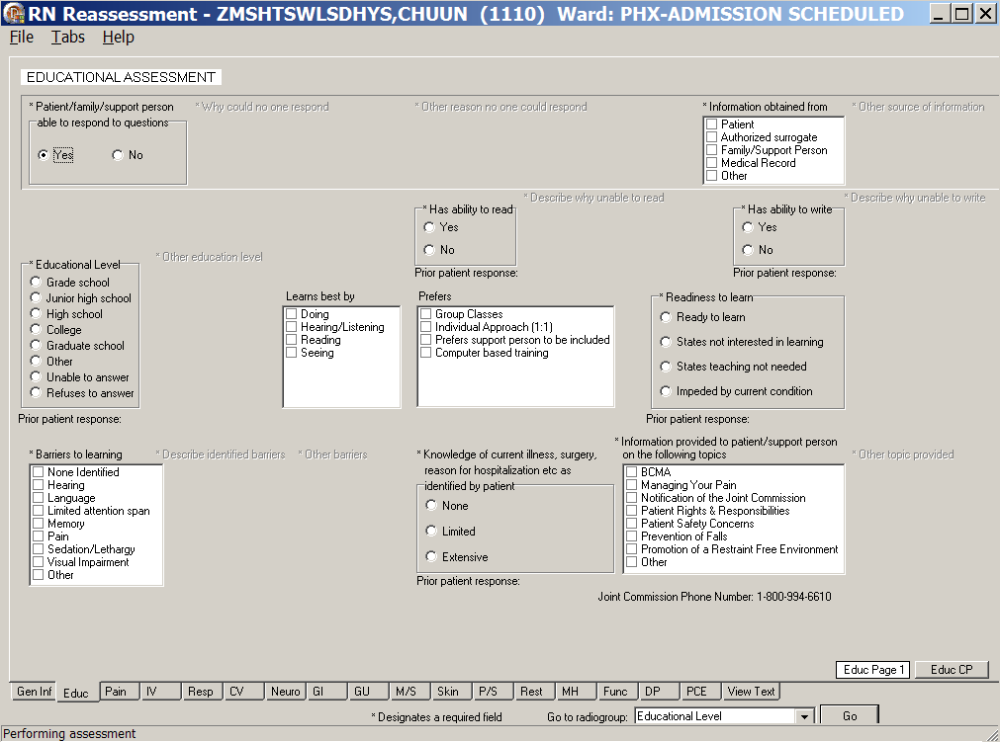 RN Reassessment - ZMSHTSWLSDHYS,CHUUN (1110) Ward: PHX-ADMISSION SCHEDULED
File Tabs Help
EDUCATIONAL ASSESSMENT
* Patient/family/support person
able to respond to questions
Yes No
* Why could no one respond
* Other reason no one could respond
* Information obtained from
Patient
Authorized surrogate
Family/Support Person
Medical Record
Other
* Other source of information
* Has ability to read
Yes
No
Prior patient response:
* Describe why unable to read
* Has ability to write
Yes
No
Prior patient response:
* Describe why unable to write
* Educational Level
Grade school
Junior high school
High school
College
Graduate school
Other
Unable to answer
Refuses to answer
Prior patient response:
* Other education level
Learns best by
Doing
Hearing/Listening
Reading
Seeing
Prefers
Group Classes
Individual Approach (1:1)
Prefers support person to be included
Computer based training
* Readiness to learn
Ready to learn
States not interested in learning
States teaching not needed
Impeded by current condition
Prior patient response:
* Barriers to learning
None Identified
Hearing
Language
Limited attention span
Memory
Pain
Sedation/Lethargy
Visual Impairment
Other
* Describe identified barriers
* Other barriers
* Knowledge of current illness, surgery,
reason for hospitalization etc as
identified by patient
None
Limited
Extensive
Prior patient response:
* Information provided to patient/support person
on the following topics
BCMA
Managing Your Pain
Notification of the Joint Commission
Patient Rights & Responsibilities
Patient Safety Concerns
Prevention of Falls
Promotion of a Restraint Free Environment
Other
* Other topic provided
Joint Commission Phone Number: 1-800-994-6610
Educ Page 1 Educ CP
Gen Inf Educ Pain IV Resp CV Neuro GI GU M/S Skin P/S Rest MH Func DP PCE View Text
* Designates a required field Go to radiogroup: Educational Level Go
Performing assessment